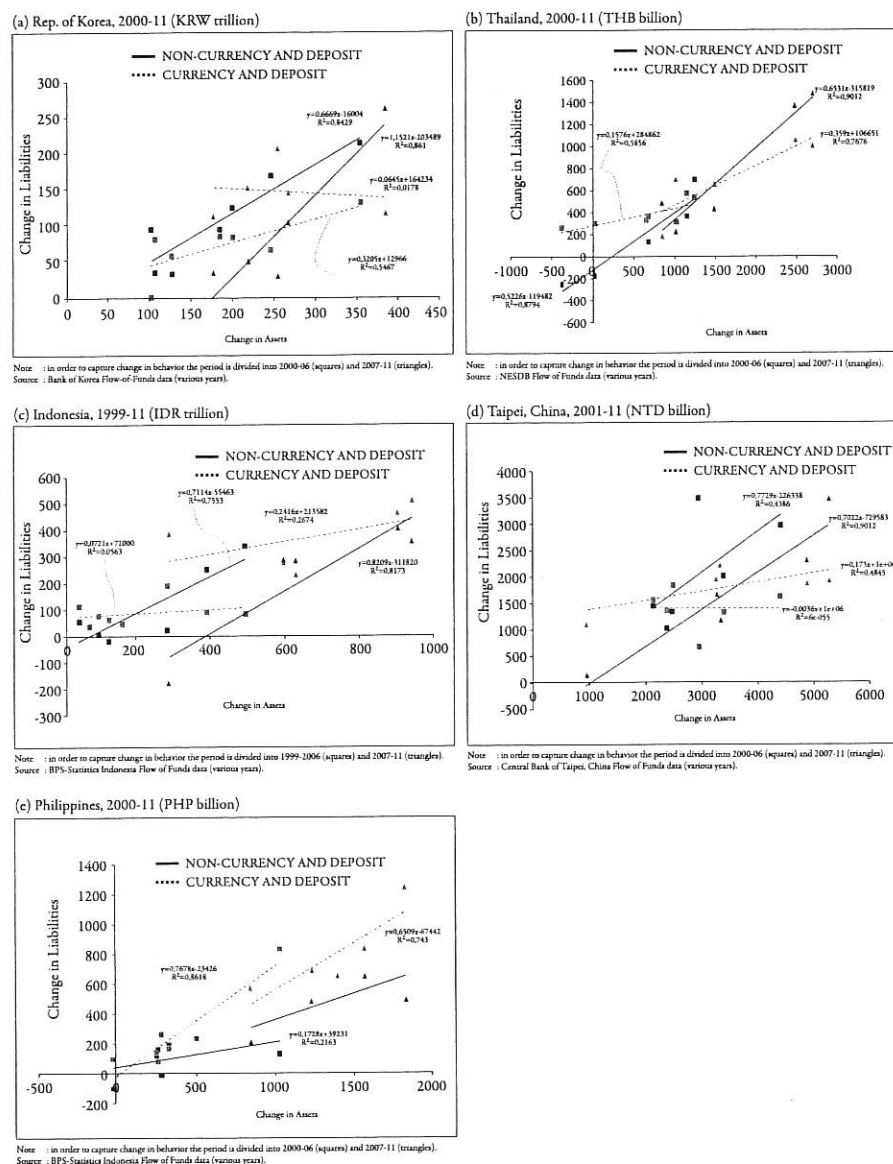 (a) Rep. of Korea, 2000-11 (KRW trillion)
NON-CURRENCY AND DEPOSIT
CURRENCY AND DEPOSIT
Change in Liabilities
300
250
200
150
100
50
0
0 50 100 150 200 250 300 350 400 450
y=0,6669x-16004
R²=0.8429
y=1,1521x-203489
R²=0,861
y=0,0645x+164234
R²=0,0178
y=0,3205x+12966
R²=0,5467
Change in Assets
Note : in order to capture change in behavior the period is divided into 2000-06 (squares) and 2007-11 (triangles).
Source : Bank of Korea Flow-of-Funds data (various years).
(b) Thailand, 2000-11 (THB billion)
NON-CURRENCY AND DEPOSIT
CURRENCY AND DEPOSIT
Change in Liabilities
1600
1400
1200
1000
800
600
400
200
0
-200
-400
-600
-1000 -500 0 500 1000 1500 2000 2500 3000
y=0,6531x-315819
R²=0.9012
y=0,1576x+284862
R²=0,5856
y=0,359x+106651
R²=0,7676
y=0,5226x-119482
R²=0,8794
Change in Assets
Note : in order to capture change in behavior the period is divided into 2000-06 (squares) and 2007-11 (triangles).
Source : NESDB Flow of Funds data (various years).
(c) Indonesia, 1999-11 (IDR trillion)
NON-CURRENCY AND DEPOSIT
CURRENCY AND DEPOSIT
Change in Liabilities
600
500
400
300
200
100
0
-100
-200
-300
0 200 400 600 800 1000
y=0,7114x-55463
R²=0,7553
y=0,2416x+213582
R²=0,2674
y=0,0721x+72000
R²=0,0563
y=0,8209x-311820
R²=0,8173
Change in Assets
Note : in order to capture change in behavior the period is divided into 1999-2006 (squares) and 2007-11 (triangles).
Source : BPS-Statistics Indonesia Flow of Funds data (various years).
(d) Taipei, China, 2001-11 (NTD billion)
NON-CURRENCY AND DEPOSIT
CURRENCY AND DEPOSIT
Change in Liabilities
4000
3500
3000
2500
2000
1500
1000
500
0
-500
0 1000 2000 3000 4000 5000 6000
y=0,7729x-226338
R²=0,4386
y=0,7022x-729583
R²=0,9012
y=0,173x+1e+06
R²=0,4845
y=-0,0036x+1e+06
R²=6e-055
Change in Assets
Note : in order to capture change in behavior the period is divided into 2000-06 (squares) and 2007-11 (triangles).
Source : Central Bank of Taipei, China Flow of Funds data (various years).
(e) Philippines, 2000-11 (PHP billion)
NON-CURRENCY AND DEPOSIT
CURRENCY AND DEPOSIT
Change in Liabilities
1400
1200
1000
800
600
400
200
0
-200
-500 0 500 1000 1500 2000
y=0,7678x-23426
R²=0,8618
y=0,6509x-67442
R²=0,743
y=0,1728x+39231
R²=0,2163
Change in Assets
Note : in order to capture change in behavior the period is divided into 2000-06 (squares) and 2007-11 (triangles).
Source : BPS-Statistics Indonesia Flow of Funds data (various years).